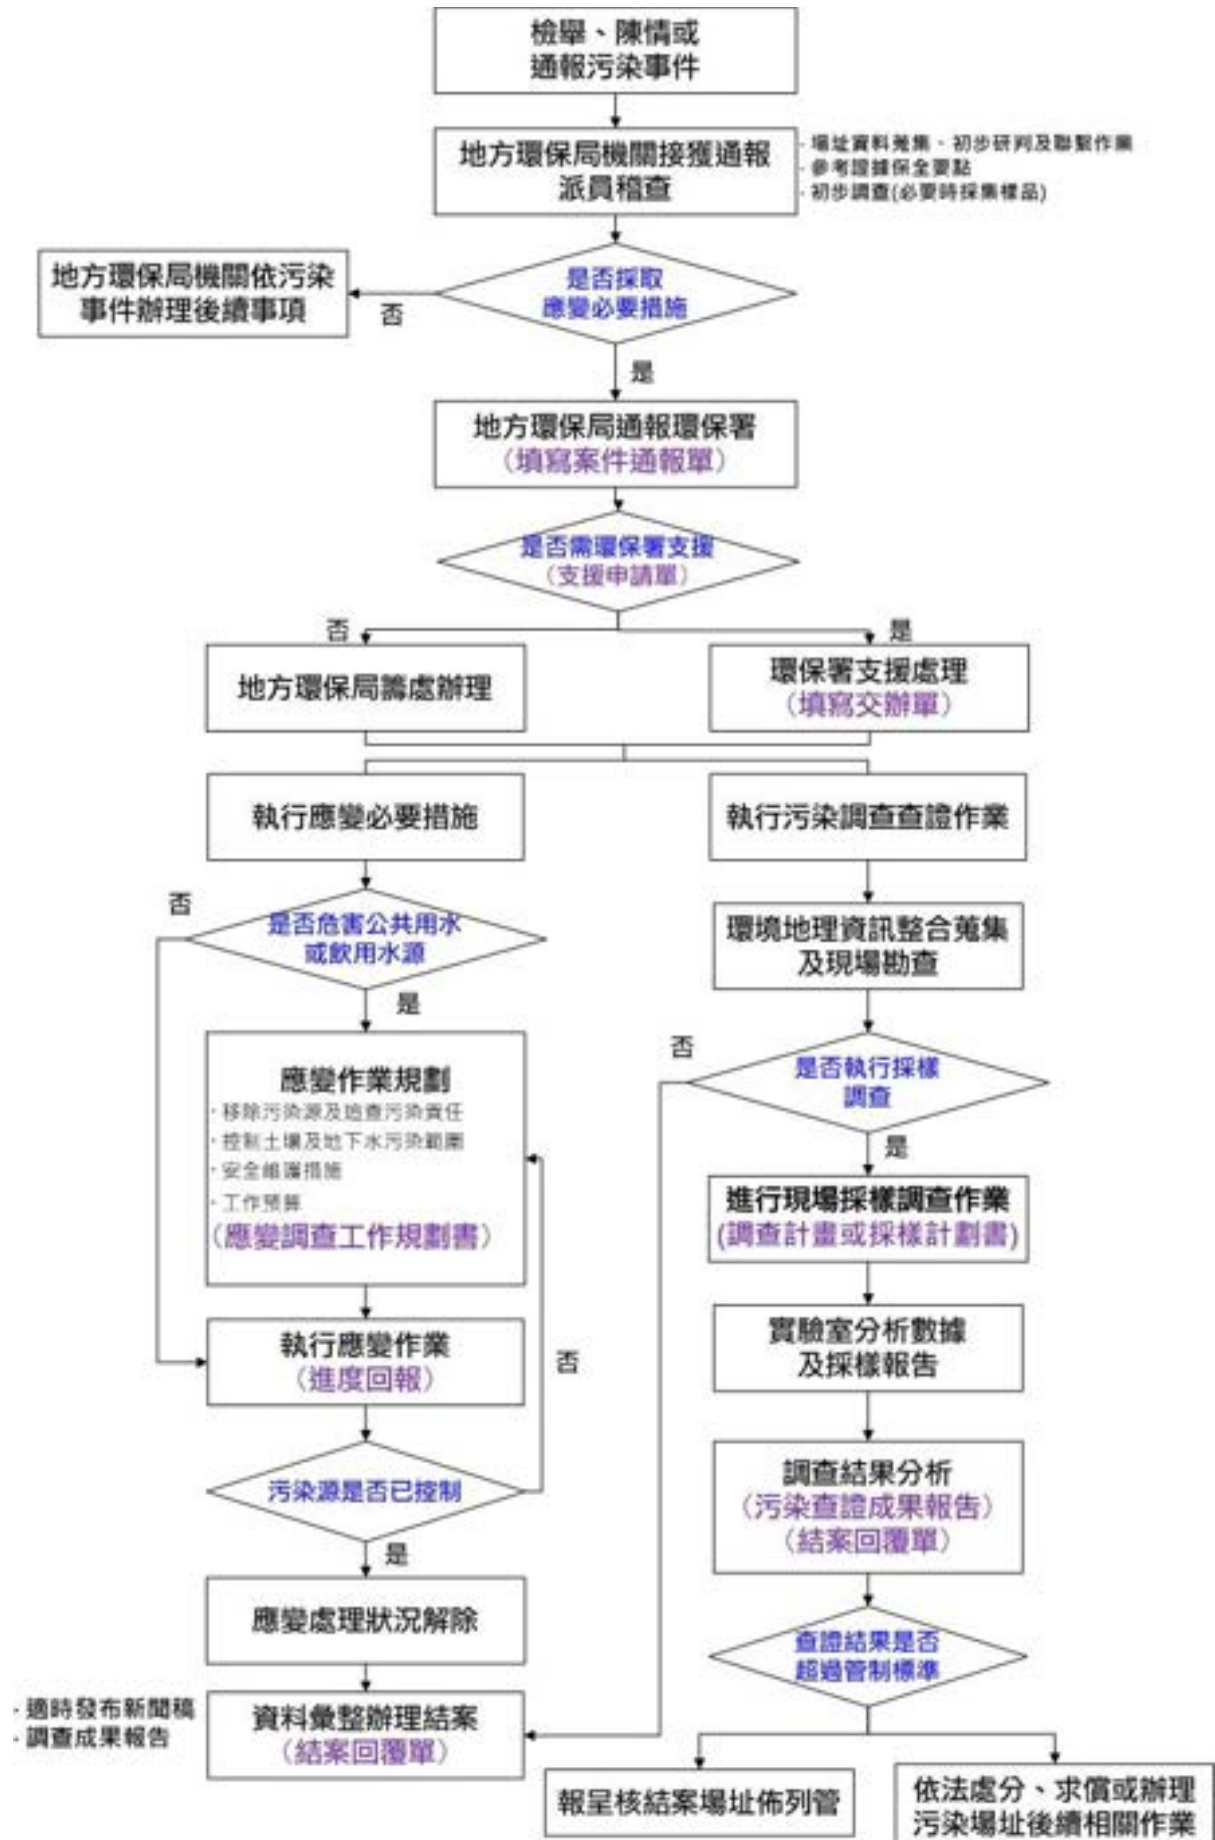 檢舉、陳情或
通報污染事件
地方環保局機關接獲通報
派員稽查
· 場址資料蒐集、初步研判及聯繫作業
· 參考證據保全要點
· 初步調查(必要時採集樣品)
是否採取
應變必要措施
否
地方環保局機關依污染
事件辦理後續事項
是
地方環保局通報環保署
（填寫案件通報單）
是否需環保署支援
（支援申請單）
否
是
地方環保局籌處辦理
環保署支援處理
（填寫交辦單）
執行應變必要措施
執行污染調查查證作業
否
是否危害公共用水
或飲用水源
是
環境地理資訊整合蒐集
及現場勘查
否
是否執行採樣
調查
是
應變作業規劃
· 移除污染源及追查污染責任
· 控制土壤及地下水污染範圍
· 安全維護措施
· 工作預算
（應變調查工作規劃書）
進行現場採樣調查作業
(調查計畫或採樣計劃書)
執行應變作業
（進度回報）
否
實驗室分析數據
及採樣報告
污染源是否已控制
是
調查結果分析
（污染查證成果報告）
（結案回覆單）
應變處理狀況解除
查證結果是否
超過管制標準
· 適時發布新聞稿
· 調查成果報告
資料彙整辦理結案
（結案回覆單）
報呈核結案場址佈列管
依法處分、求償或辦理
污染場址後續相關作業